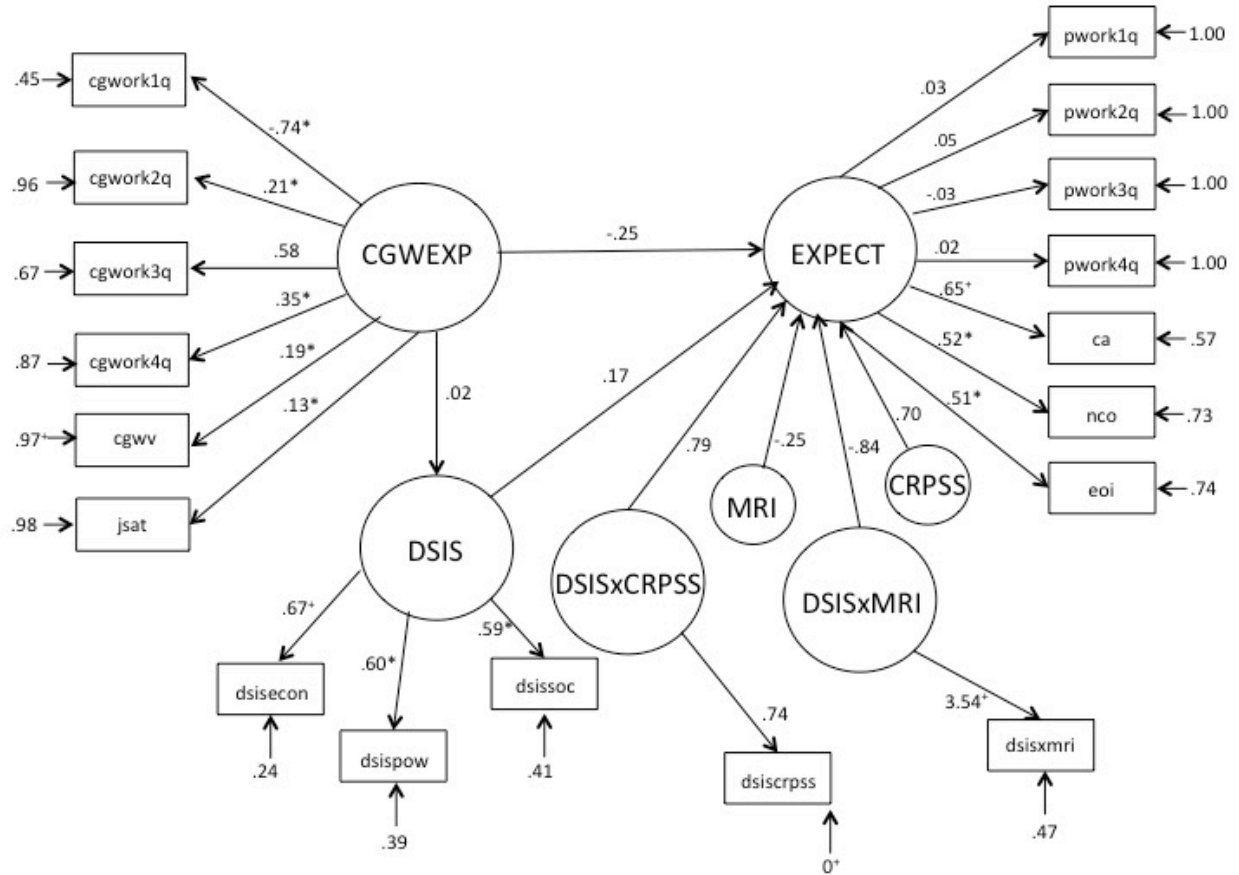 pwork1q
1.00
.45
cgwork1q
.03
-.74*
pwork2q
1.00
.05
.96
cgwork2q
.21*
pwork3q
1.00
-.03
CGWEXP
-.25
EXPECT
.67
cgwork3q
.58
.02
pwork4q
1.00
.35*
.65⁺
.87
cgwork4q
.19*
.52*
ca
.57
.13*
.02
.17
.51*
.97⁺
cgwv
.79
-.25
-.84
.70
nco
.73
MRI
CRPSS
eoi
.74
.98
jsat
DSIS
DSISxCRPSS
DSISxMRI
.67⁺
.60*
.59*
dsisecon
dsissoc
3.54⁺
.74
dsisxmri
.24
dsispow
.41
dsiscrpss
.39
.47
0⁺